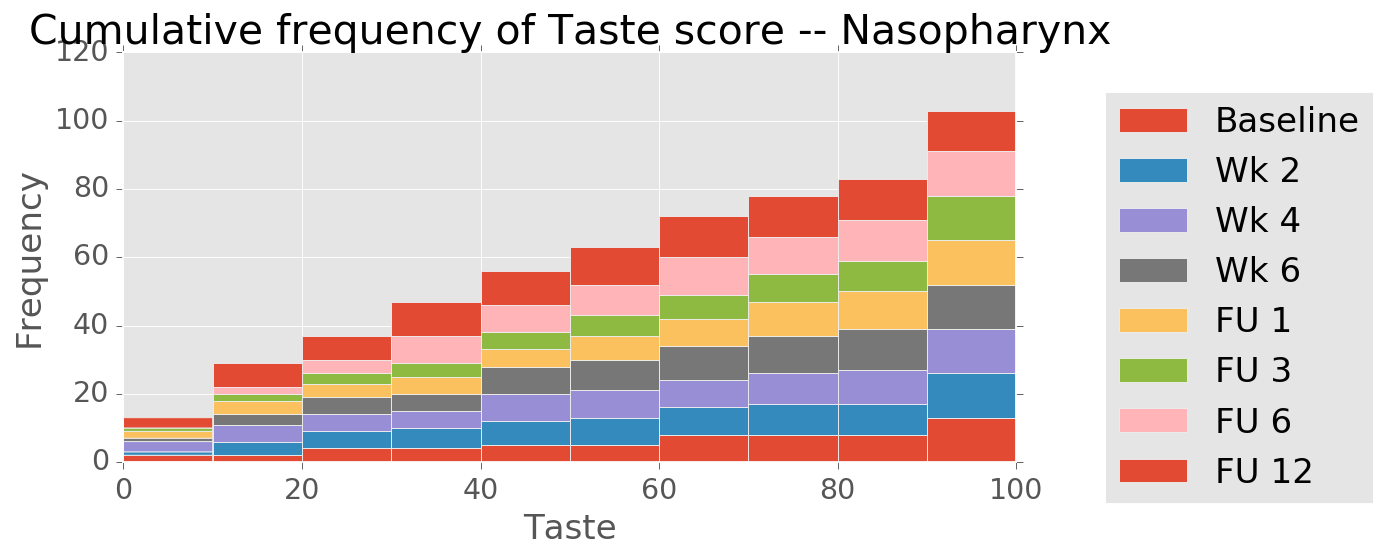 Cumulative frequency of Taste score -- Nasopharynx
120
100
80
60
40
20
0
Frequency
0 20 40 60 80 100
Taste
Baseline
Wk 2
Wk 4
Wk 6
FU 1
FU 3
FU 6
FU 12